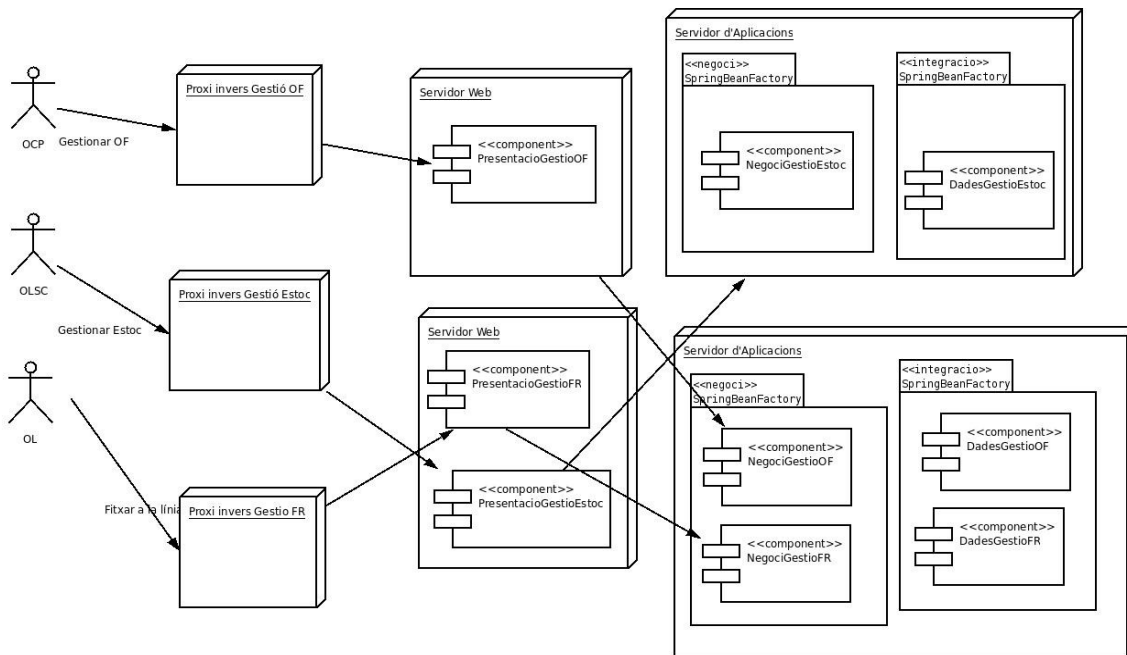 OCP
Gestionar OF
Proxi invers Gestió OF
Servidor Web
<<component>>
PresentacioGestioOF
Servidor d'Aplicacions
<<negoci>>
SpringBeanFactory
<<component>>
NegociGestioEstoc
<<integracio>>
SpringBeanFactory
<<component>>
DadesGestioEstoc
OLSC
Gestionar Estoc
Proxi invers Gestió Estoc
Servidor Web
<<component>>
PresentacioGestioFR
<<component>>
PresentacioGestioEstoc
OL
Fitxar a la línia
Proxi invers Gestio FR
Servidor d'Aplicacions
<<negoci>>
SpringBeanFactory
<<component>>
NegociGestioOF
<<component>>
NegociGestioFR
<<integracio>>
SpringBeanFactory
<<component>>
DadesGestioOF
<<component>>
DadesGestioFR